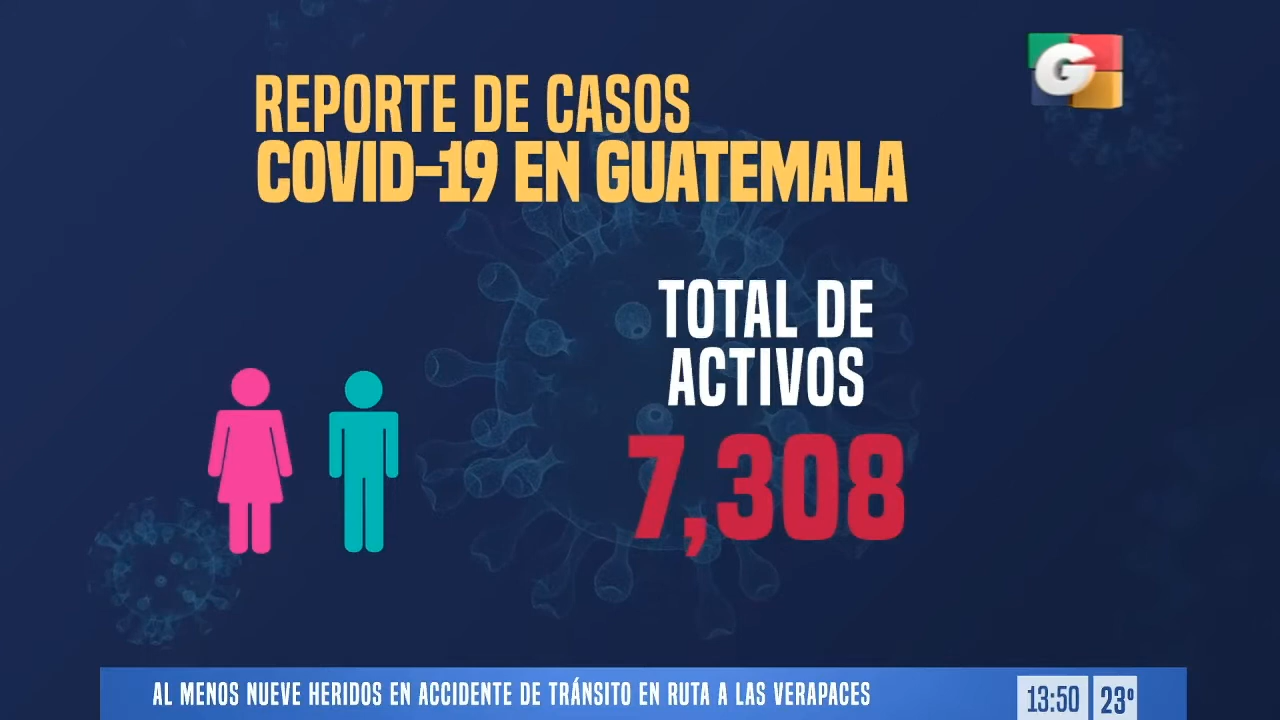 REPORTE DE CASOS
COVID-19 EN GUATEMALA
G
TOTAL DE
ACTIVOS
7,308
AL MENOS NUEVE HERIDOS EN ACCIDENTE DE TRÁNSITO EN RUTA A LAS VERAPACES
13:50 23º